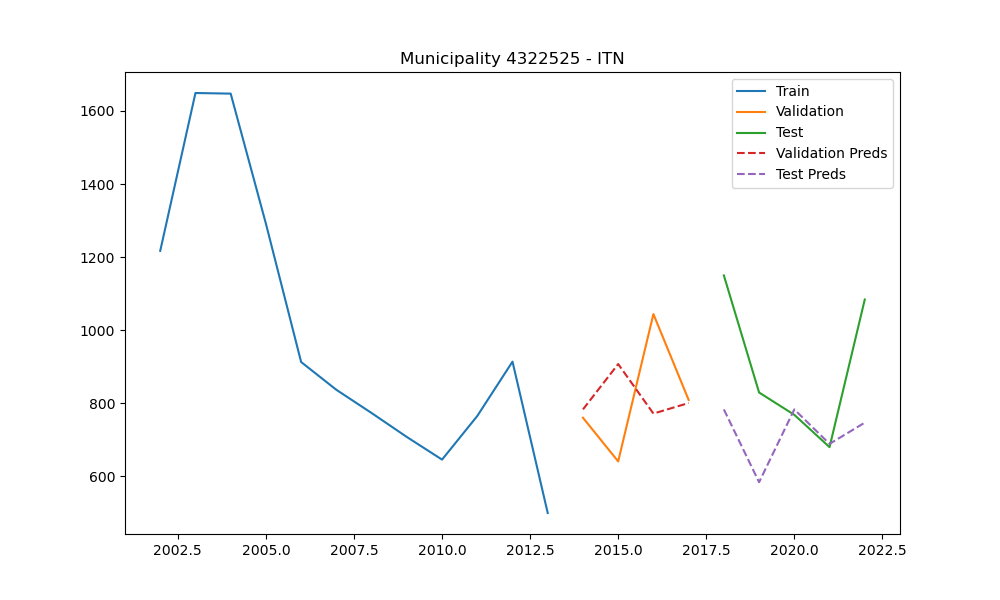 Municipality 4322525 - ITN
Train
Validation
Test
Validation Preds
Test Preds
1600
1400
1200
1000
800
600
2002.5 2005.0 2007.5 2010.0 2012.5 2015.0 2017.5 2020.0 2022.5